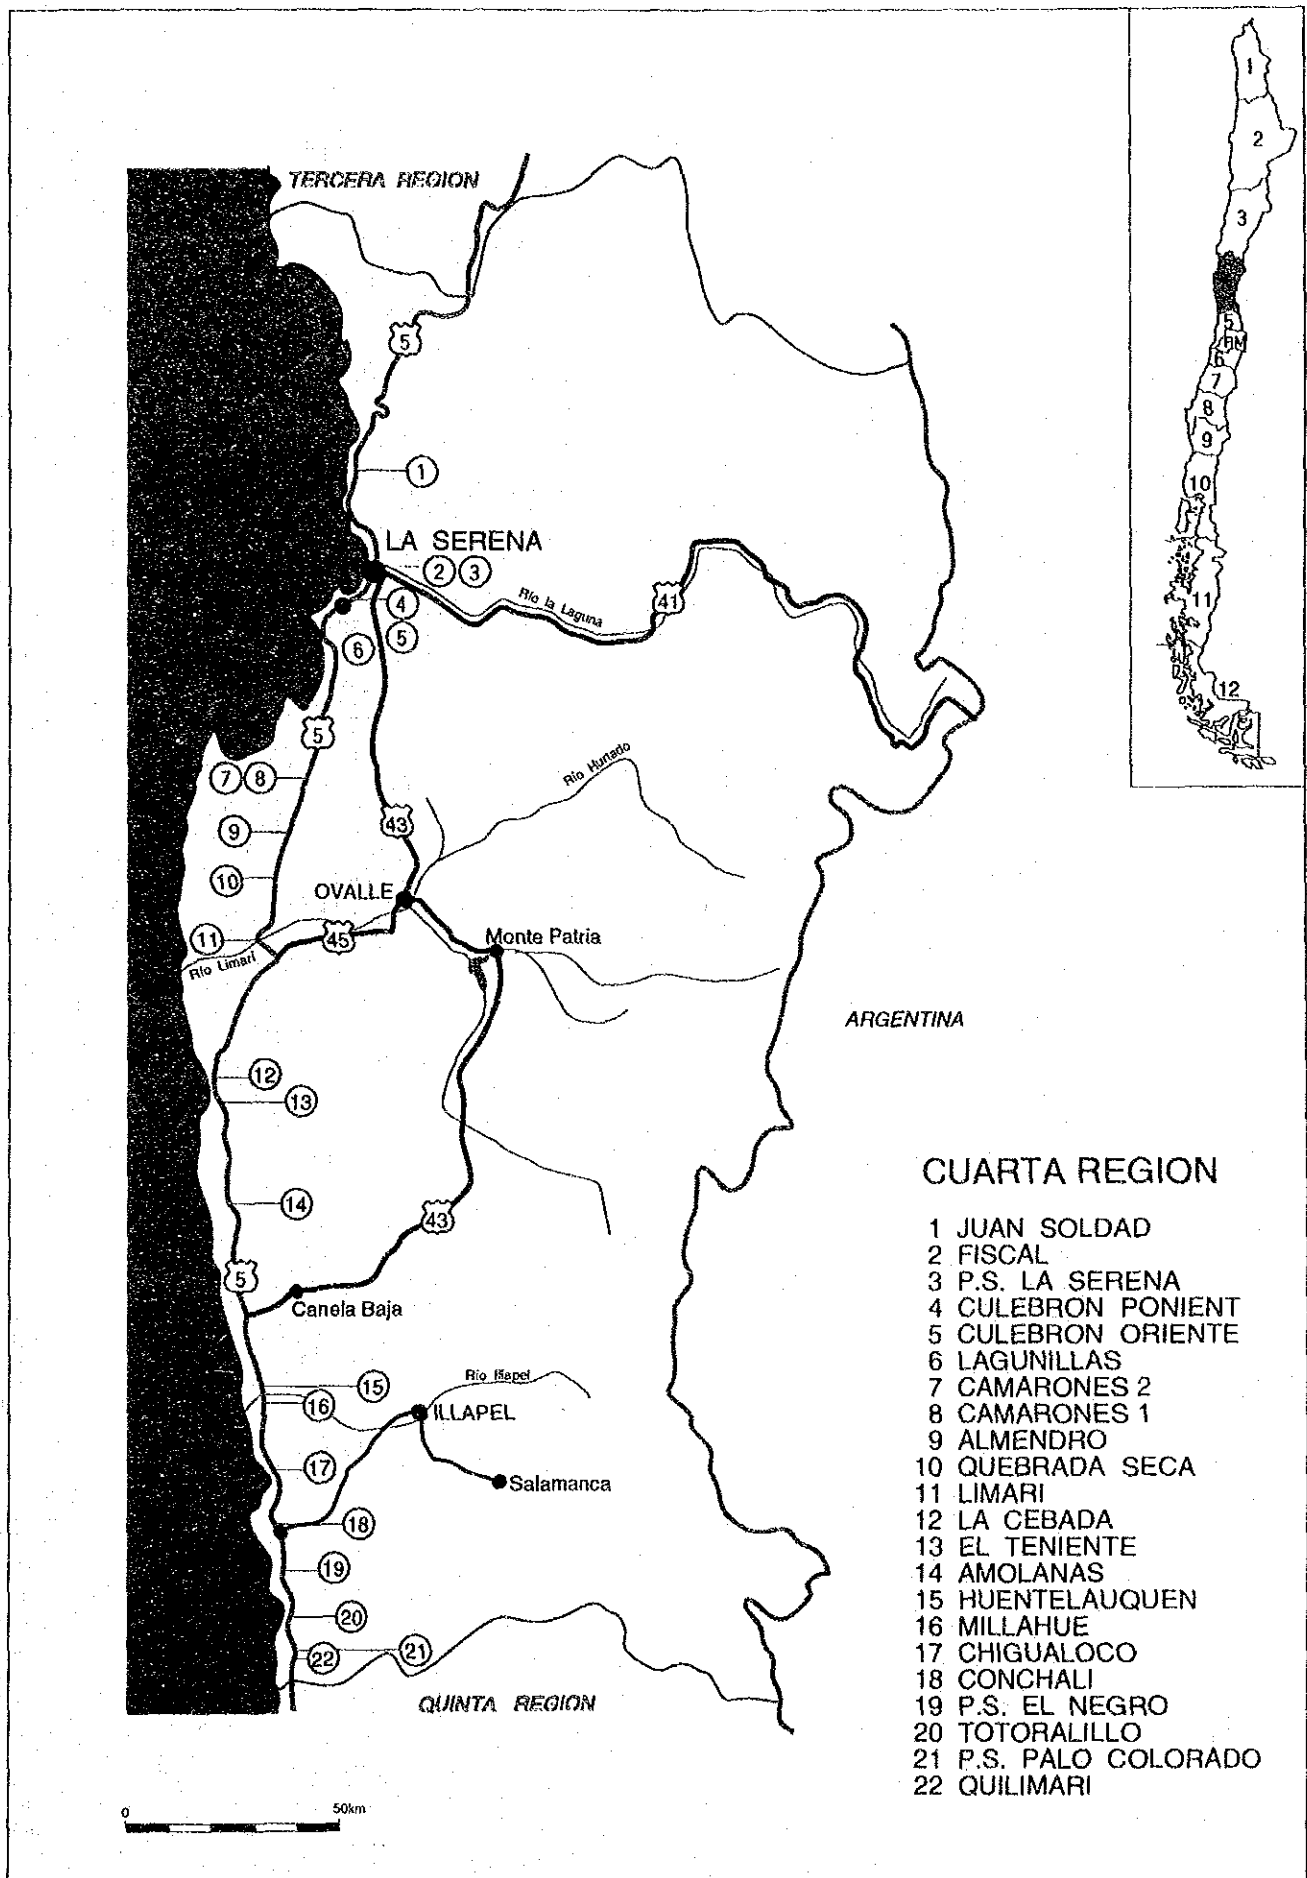 1
2
3
5
RM
6
7
8
9
10
11
12
TERCERA REGION
5
1
LA SERENA
2 3
4
5
6
Río la Laguna
41
5
7 8
Río Hurtado
43
9
10
OVALLE
11
45
Monte Patria
Río Limarí
ARGENTINA
12
13
14
43
5
Canela Baja
15
Río Illapel
16
ILLAPEL
17
Salamanca
18
19
20
21
22
QUINTA REGION
0 50km
CUARTA REGION
1 JUAN SOLDAD
2 FISCAL
3 P.S. LA SERENA
4 CULEBRON PONIENT
5 CULEBRON ORIENTE
6 LAGUNILLAS
7 CAMARONES 2
8 CAMARONES 1
9 ALMENDRO
10 QUEBRADA SECA
11 LIMARI
12 LA CEBADA
13 EL TENIENTE
14 AMOLANAS
15 HUENTELAUQUEN
16 MILLAHUE
17 CHIGUALOCO
18 CONCHALI
19 P.S. EL NEGRO
20 TOTORALILLO
21 P.S. PALO COLORADO
22 QUILIMARI